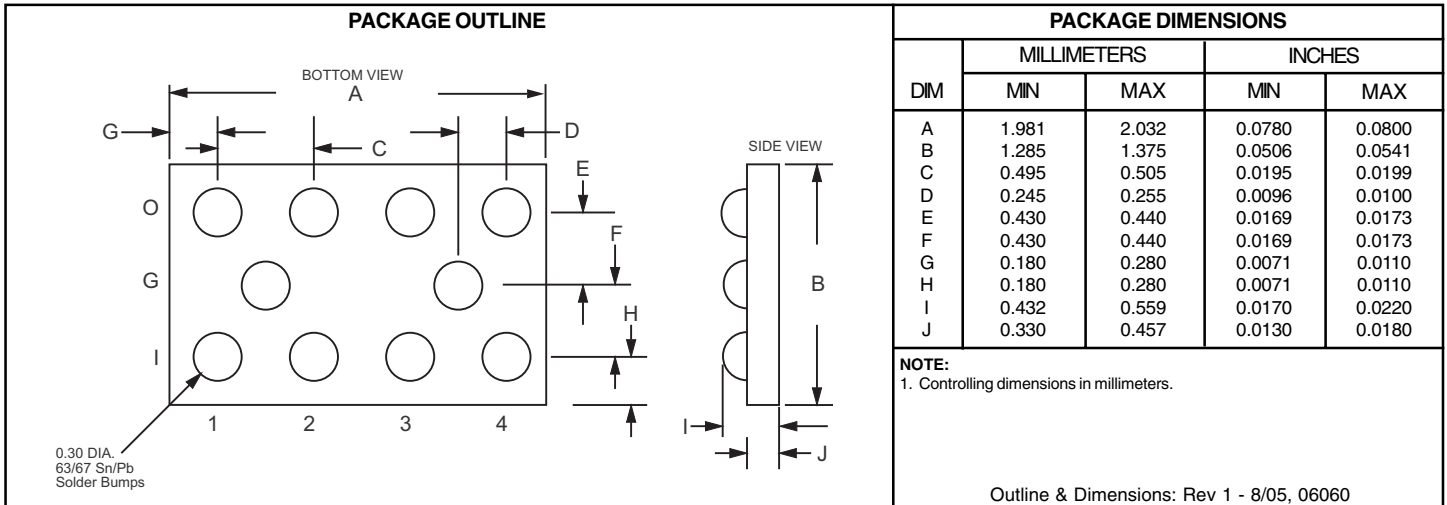 PACKAGE OUTLINE
BOTTOM VIEW
A
G
D
C
SIDE VIEW
E
O
F
G
B
H
I
1 2 3 4
I
J
0.30 DIA.
63/67 Sn/Pb
Solder Bumps
PACKAGE DIMENSIONS
MILLIMETERS INCHES
DIM MIN MAX MIN MAX
A 1.981 2.032 0.0780 0.0800
B 1.285 1.375 0.0506 0.0541
C 0.495 0.505 0.0195 0.0199
D 0.245 0.255 0.0096 0.0100
E 0.430 0.440 0.0169 0.0173
F 0.430 0.440 0.0169 0.0173
G 0.180 0.280 0.0071 0.0110
H 0.180 0.280 0.0071 0.0110
I 0.432 0.559 0.0170 0.0220
J 0.330 0.457 0.0130 0.0180
NOTE:
1. Controlling dimensions in millimeters.
Outline & Dimensions: Rev 1 - 8/05, 06060